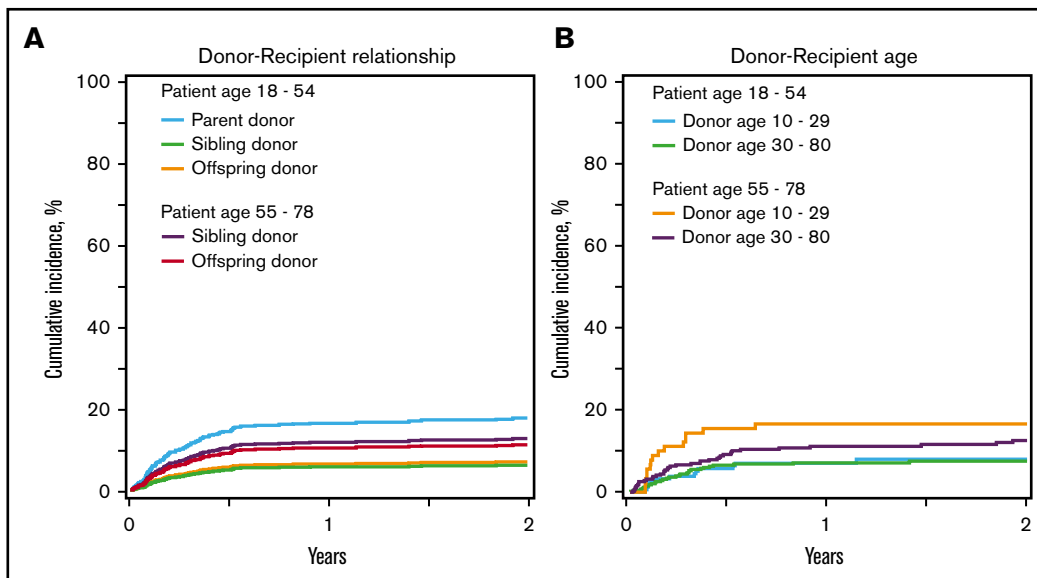 A
Donor-Recipient relationship
Cumulative incidence, %
100
80
60
40
20
0
Patient age 18 - 54
Parent donor
Sibling donor
Offspring donor
Patient age 55 - 78
Sibling donor
Offspring donor
0
1
2
Years
B
Donor-Recipient age
Cumulative incidence, %
100
80
60
40
20
0
Patient age 18 - 54
Donor age 10 - 29
Donor age 30 - 80
Patient age 55 - 78
Donor age 10 - 29
Donor age 30 - 80
0
1
2
Years